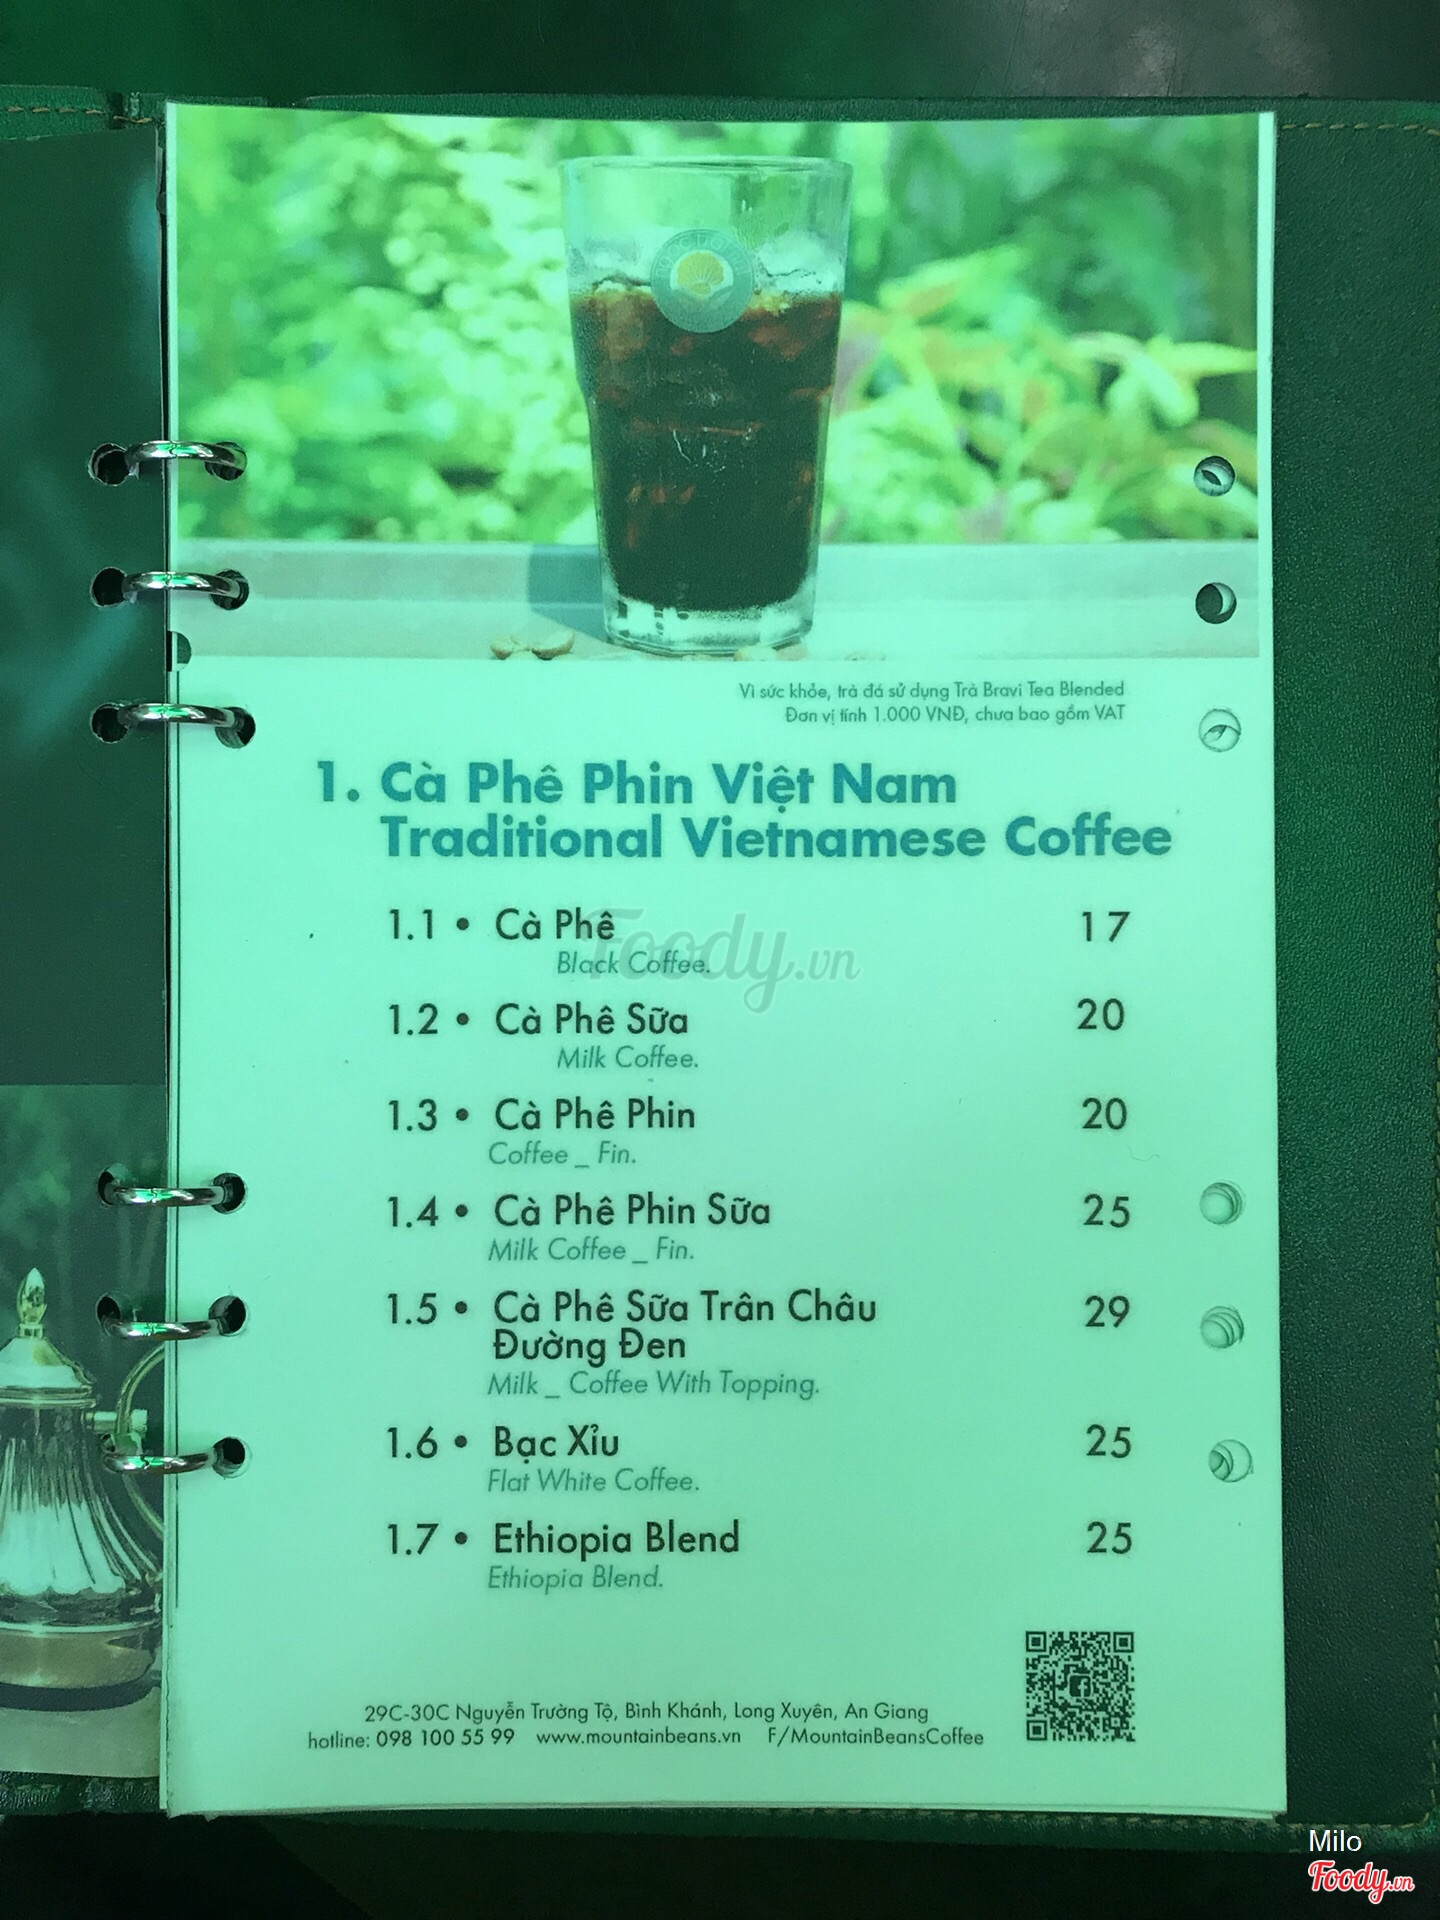 Vì sức khỏe, trà đá sử dụng Trà Bravi Tea Blended
Đơn vị tính 1.000 VNĐ, chưa bao gồm VAT
1. Cà Phê Phin Việt Nam
Traditional Vietnamese Coffee
1.1 • Cà Phê 17
Black Coffee.
1.2 • Cà Phê Sữa 20
Milk Coffee.
1.3 • Cà Phê Phin 20
Coffee _ Fin.
1.4 • Cà Phê Phin Sữa 25
Milk Coffee _ Fin.
1.5 • Cà Phê Sữa Trân Châu 29
Đường Đen
Milk _ Coffee With Topping.
1.6 • Bạc Xỉu 25
Flat White Coffee.
1.7 • Ethiopia Blend 25
Ethiopia Blend.
29C-30C Nguyễn Trường Tộ, Bình Khánh, Long Xuyên, An Giang
hotline: 098 100 55 99 www.mountainbeans.vn F/MountainBeansCoffee
Foody.vn
Milo
Foody.vn